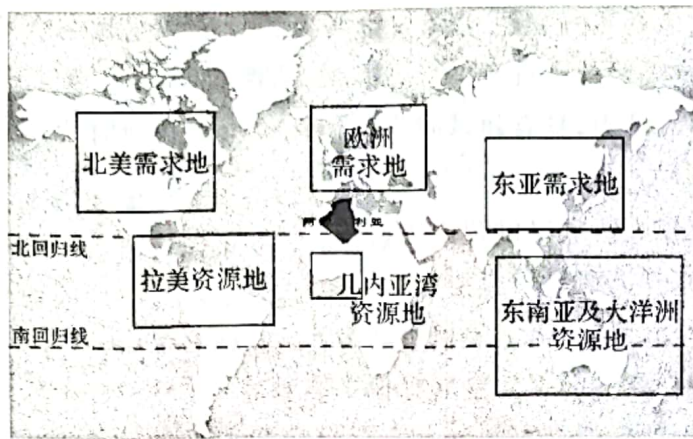 北美需求地
欧洲
需求地
东亚需求地
北回归线
拉美资源地
几内亚湾
资源地
东南亚及大洋洲
资源地
南回归线